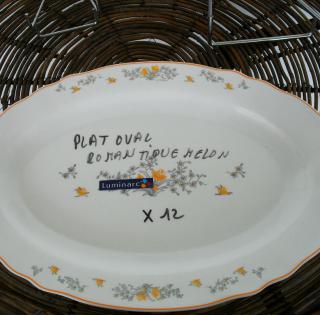 PLAT OVAL
ROMANTIQUE MELON
Luminarc
X 12